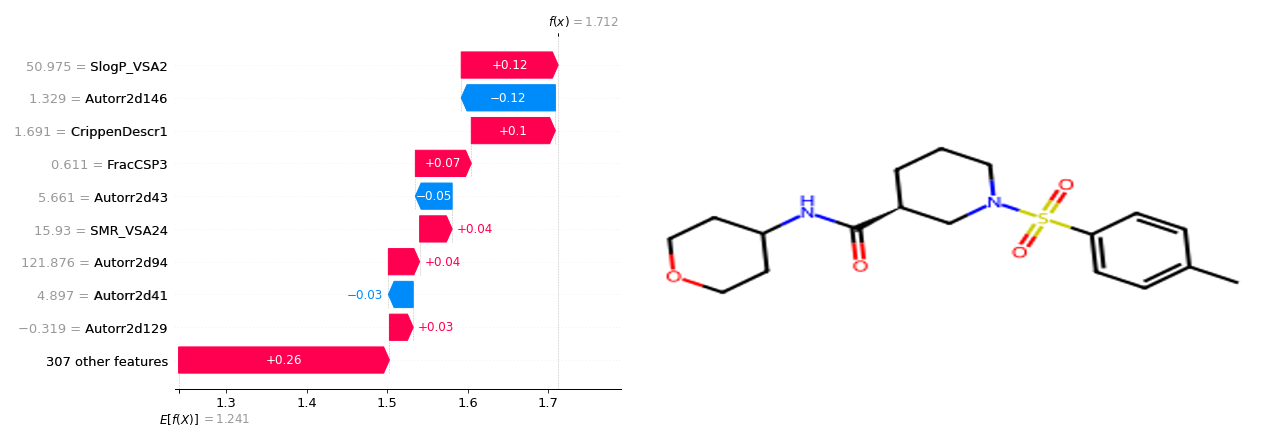 f(x) = 1.712
50.975 = SlogP_VSA2
+0.12
1.329 = Autorr2d146
−0.12
1.691 = CrippenDescr1
+0.1
0.611 = FracCSP3
+0.07
5.661 = Autorr2d43
−0.05
15.93 = SMR_VSA24
+0.04
121.876 = Autorr2d94
+0.04
4.897 = Autorr2d41
−0.03
−0.319 = Autorr2d129
+0.03
307 other features
+0.26
1.3 1.4 1.5 1.6 1.7
E[f(X)] = 1.241
H
N
O
O
N
S
O
O